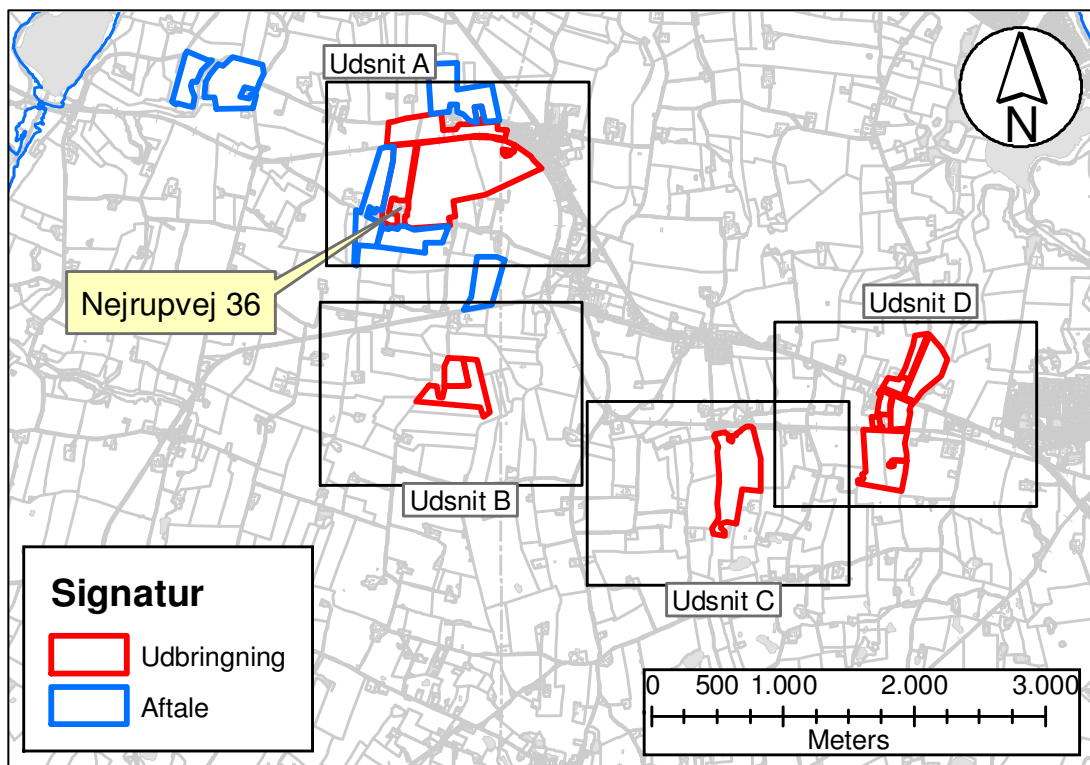 Udsnit A
N
Nejrupvej 36
Udsnit D
Udsnit B
Udsnit C
Signatur
Udbringning
Aftale
0 500 1.000 2.000 3.000
Meters